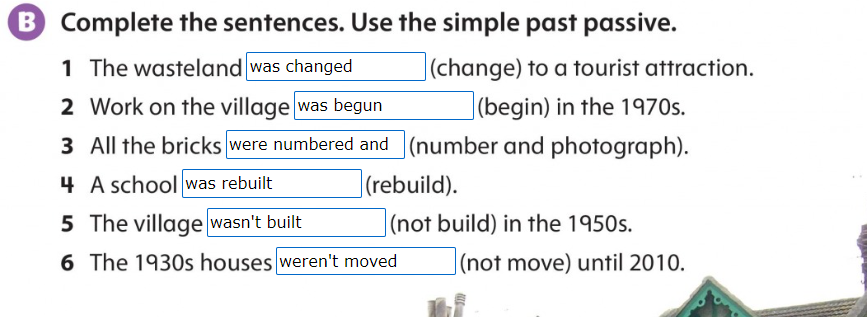 B Complete the sentences. Use the simple past passive.
1 The wasteland was changed (change) to a tourist attraction.
2 Work on the village was begun (begin) in the 1970s.
3 All the bricks were numbered and (number and photograph).
4 A school was rebuilt (rebuild).
5 The village wasn't built (not build) in the 1950s.
6 The 1930s houses weren't moved (not move) until 2010.